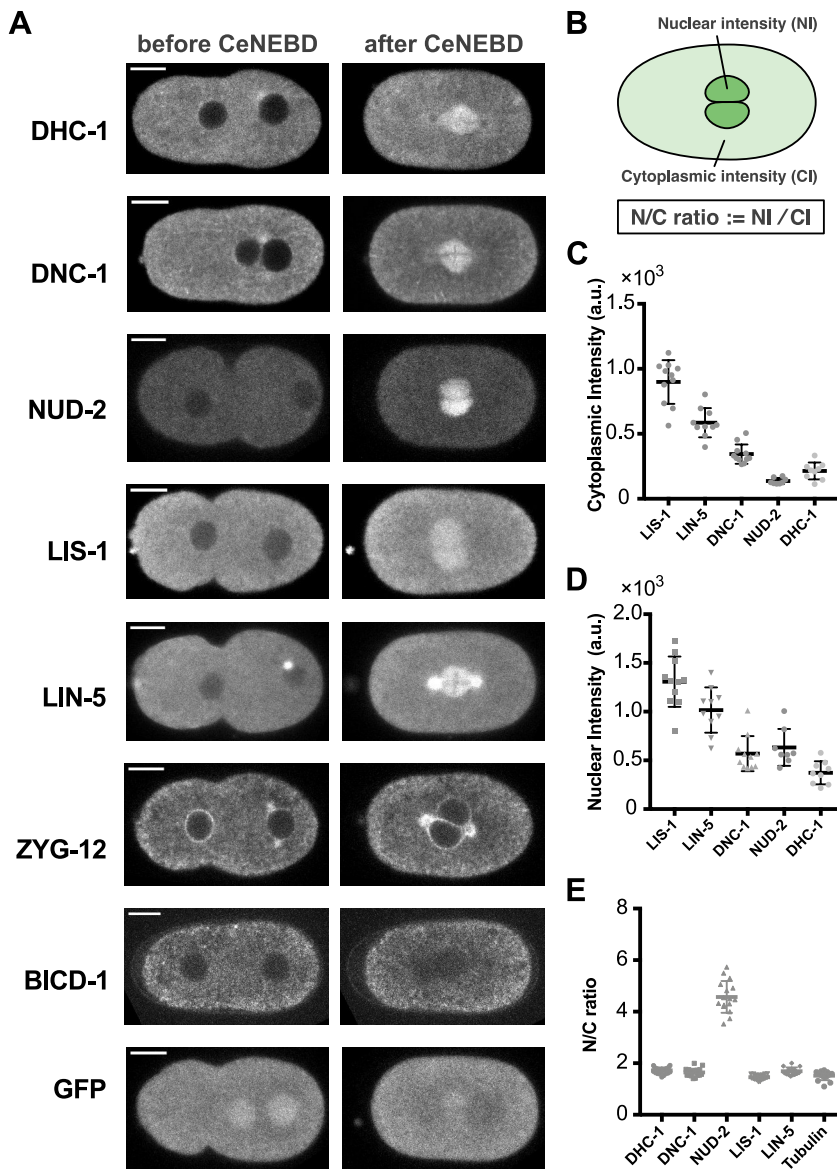 A
before CeNEBD
after CeNEBD
DHC-1
DNC-1
NUD-2
LIS-1
LIN-5
ZYG-12
BICD-1
GFP
B
Nuclear intensity (NI)
Cytoplasmic intensity (CI)
N/C ratio := NI / CI
C
×10³
Cytoplasmic Intensity (a.u.)
1.5
1.0
0.5
0
LIS-1
LIN-5
DNC-1
NUD-2
DHC-1
D
×10³
Nuclear Intensity (a.u.)
2.0
1.5
1.0
0.5
0
LIS-1
LIN-5
DNC-1
NUD-2
DHC-1
E
N/C ratio
8
6
4
2
0
DHC-1
DNC-1
NUD-2
LIS-1
LIN-5
Tubulin